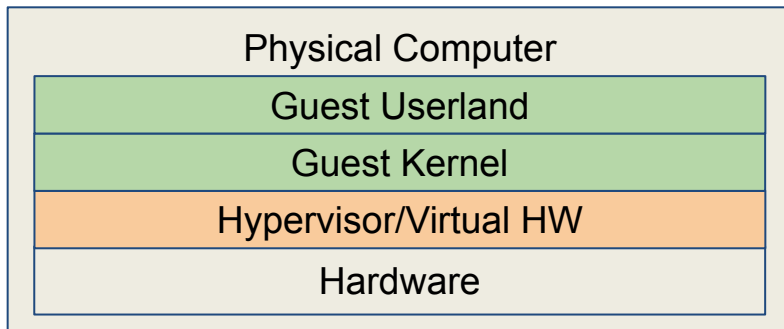 Physical Computer
Guest Userland
Guest Kernel
Hypervisor/Virtual HW
Hardware